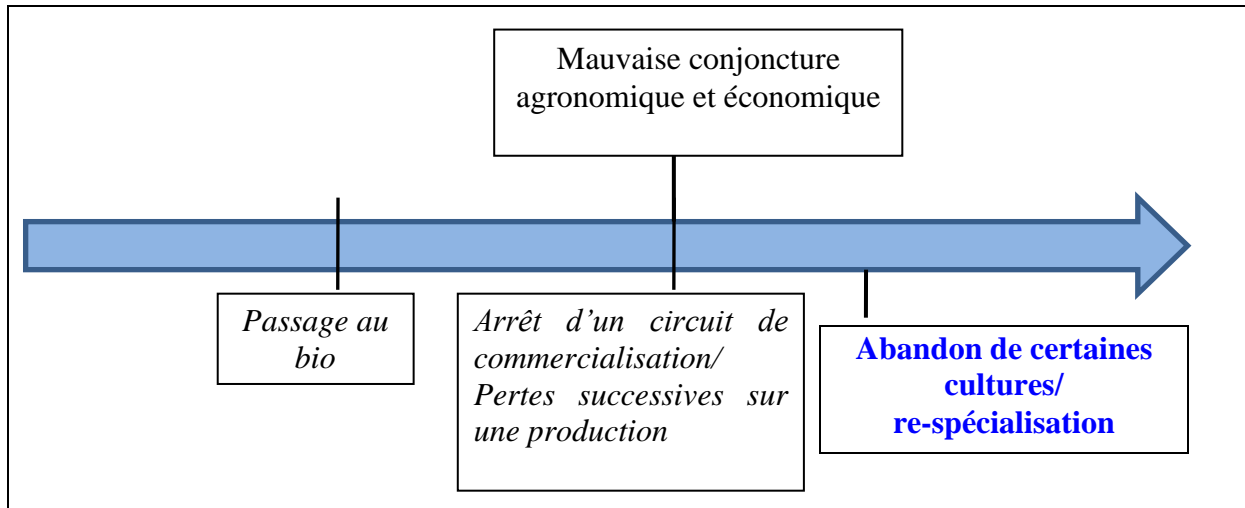 Mauvaise conjoncture
agronomique et économique
Passage au
bio
Arrêt d’un circuit de
commercialisation/
Pertes successives sur
une production
Abandon de certaines
cultures/
re-spécialisation